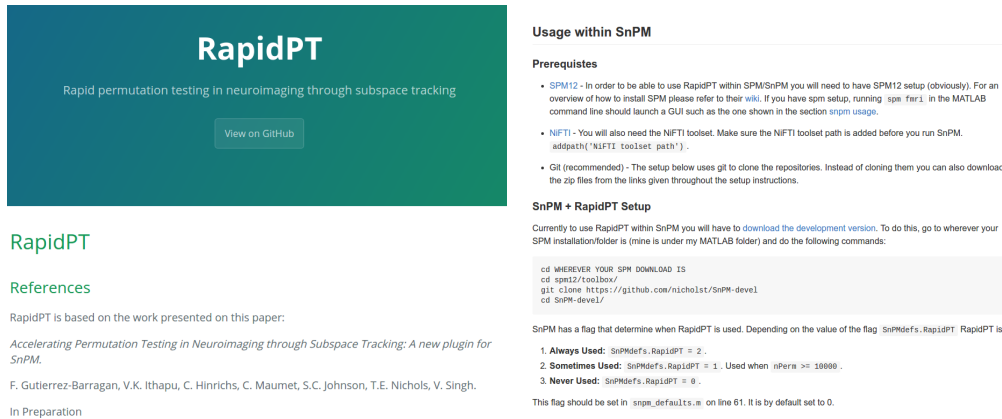 RapidPT
Rapid permutation testing in neuroimaging through subspace tracking
View on GitHub
RapidPT
References
RapidPT is based on the work presented on this paper:
Accelerating Permutation Testing in Neuroimaging through Subspace Tracking: A new plugin for
SnPM.
F. Gutierrez-Barragan, V.K. Ithapu, C. Hinrichs, C. Maumet, S.C. Johnson, T.E. Nichols, V. Singh.
In Preparation
Usage within SnPM
Prerequistes
• SPM12 - In order to be able to use RapidPT within SPM/SnPM you will need to have SPM12 setup (obviously). For an
overview of how to install SPM please refer to their wiki. If you have spm setup, running spm fmri in the MATLAB
command line should launch a GUI such as the one shown in the section snpm usage.
• NiFTI - You will also need the NiFTI toolset. Make sure the NiFTI toolset path is added before you run SnPM.
addpath('NiFTI toolset path') .
• Git (recommended) - The setup below uses git to clone the repositories. Instead of cloning them you can also download
the zip files from the links given throughout the setup instructions.
SnPM + RapidPT Setup
Currently to use RapidPT within SnPM you will have to download the development version. To do this, go to wherever your
SPM installation/folder is (mine is under my MATLAB folder) and do the following commands:
cd WHEREVER YOUR SPM DOWNLOAD IS
cd spm12/toolbox/
git clone https://github.com/nicholst/SnPM-devel
cd SnPM-devel/
SnPM has a flag that determine when RapidPT is used. Depending on the value of the flag SnPMdefs.RapidPT RapidPT is
1. Always Used: SnPMdefs.RapidPT = 2 .
2. Sometimes Used: SnPMdefs.RapidPT = 1 . Used when nPerm >= 10000 .
3. Never Used: SnPMdefs.RapidPT = 0 .
This flag should be set in snpm_defaults.m on line 61. It is by default set to 0.